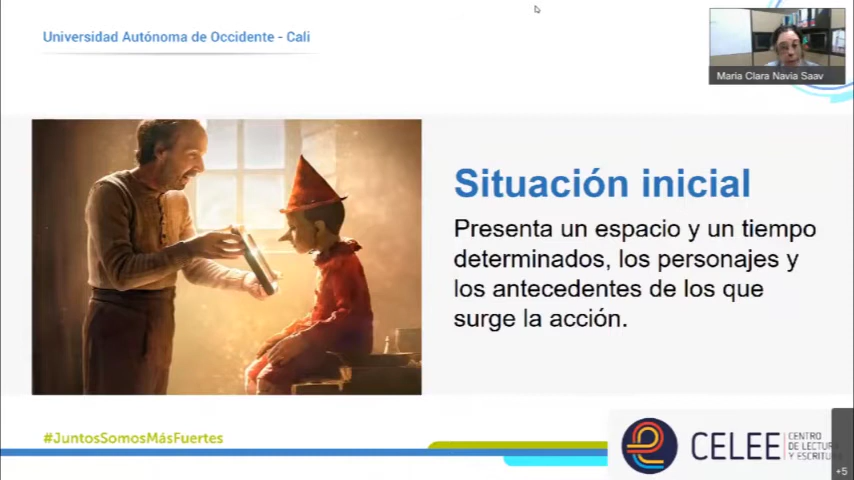 Universidad Autónoma de Occidente - Cali
Maria Clara Navia Saav
Situación inicial
Presenta un espacio y un tiempo
determinados, los personajes y
los antecedentes de los que
surge la acción.
#JuntosSomosMásFuertes
CELEE
CENTRO
DE LECTURA
Y ESCRITURA
+5